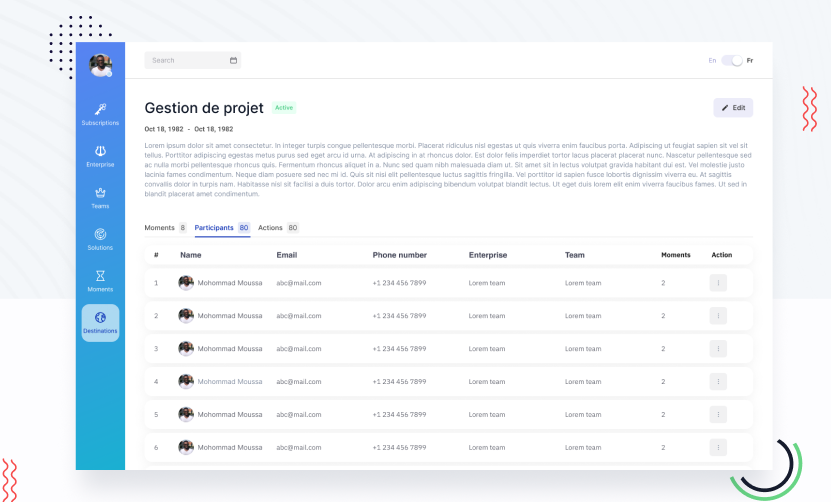 Search
En Fr
Subscriptions
Enterprise
Teams
Solutions
Moments
Destinations
Gestion de projet Active
Edit
Oct 18, 1982 - Oct 18, 1982
Lorem ipsum dolor sit amet consectetur. In integer turpis congue pellentesque morbi. Placerat ridiculus nisl egestas ut quis viverra enim faucibus porta. Adipiscing ut feugiat sapien sit vel sit
tellus. Porttitor adipiscing egestas metus purus sed eget arcu id urna. At adipiscing in at rhoncus dolor. Est dolor felis imperdiet tortor lacus placerat placerat nunc. Nascetur pellentesque sed
ac nulla morbi pellentesque rhoncus quis. Fermentum rhoncus aliquet in a. Nunc sed quam nibh malesuada diam ut. Sit amet sit in lectus volutpat gravida habitant dui est. Vel molestie justo
lacinia fames condimentum. Neque diam posuere sed nec mi id. Quis sit nisi elit pellentesque luctus sagittis fringilla. Vel porttitor id sapien fusce lobortis dignissim viverra eu. At sagittis
convallis dolor in turpis nam. Habitasse nisl sit facilisi a duis tortor. Dolor arcu enim adipiscing bibendum volutpat blandit lectus. Ut eget duis lorem elit enim viverra faucibus fames. Ut sed in
blandit placerat amet condimentum.
Moments 8 Participants 80 Actions 80
# Name Email Phone number Enterprise Team Moments Action
1 Mohommad Moussa abc@mail.com +1 234 456 7899 Lorem team Lorem team 2
2 Mohommad Moussa abc@mail.com +1 234 456 7899 Lorem team Lorem team 2
3 Mohommad Moussa abc@mail.com +1 234 456 7899 Lorem team Lorem team 2
4 Mohommad Moussa abc@mail.com +1 234 456 7899 Lorem team Lorem team 2
5 Mohommad Moussa abc@mail.com +1 234 456 7899 Lorem team Lorem team 2
6 Mohommad Moussa abc@mail.com +1 234 456 7899 Lorem team Lorem team 2